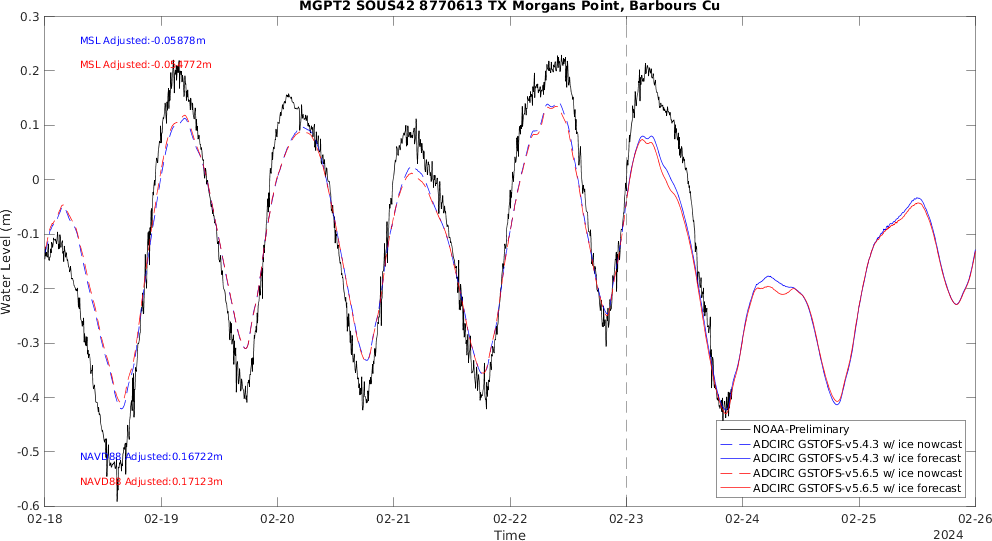 MGPT2 SOUS42 8770613 TX Morgans Point, Barbours Cu
0.3
0.2
0.1
0
-0.1
-0.2
-0.3
-0.4
-0.5
-0.6
Water Level (m)
MSL Adjusted:-0.05878m
MSL Adjusted:-0.054772m
NAVD88 Adjusted:0.16722m
NAVD88 Adjusted:0.17123m
NOAA-Preliminary
ADCIRC GSTOFS-v5.4.3 w/ ice nowcast
ADCIRC GSTOFS-v5.4.3 w/ ice forecast
ADCIRC GSTOFS-v5.6.5 w/ ice nowcast
ADCIRC GSTOFS-v5.6.5 w/ ice forecast
02-18 02-19 02-20 02-21 02-22 02-23 02-24 02-25 02-26
Time
2024